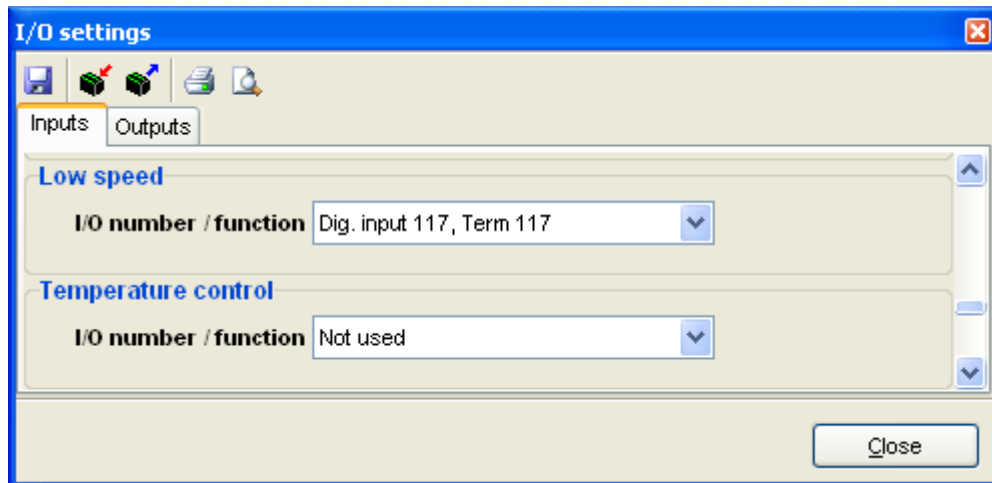 I/O settings
Inputs Outputs
Low speed
I/O number / function Dig. input 117, Term 117
Temperature control
I/O number / function Not used
Close